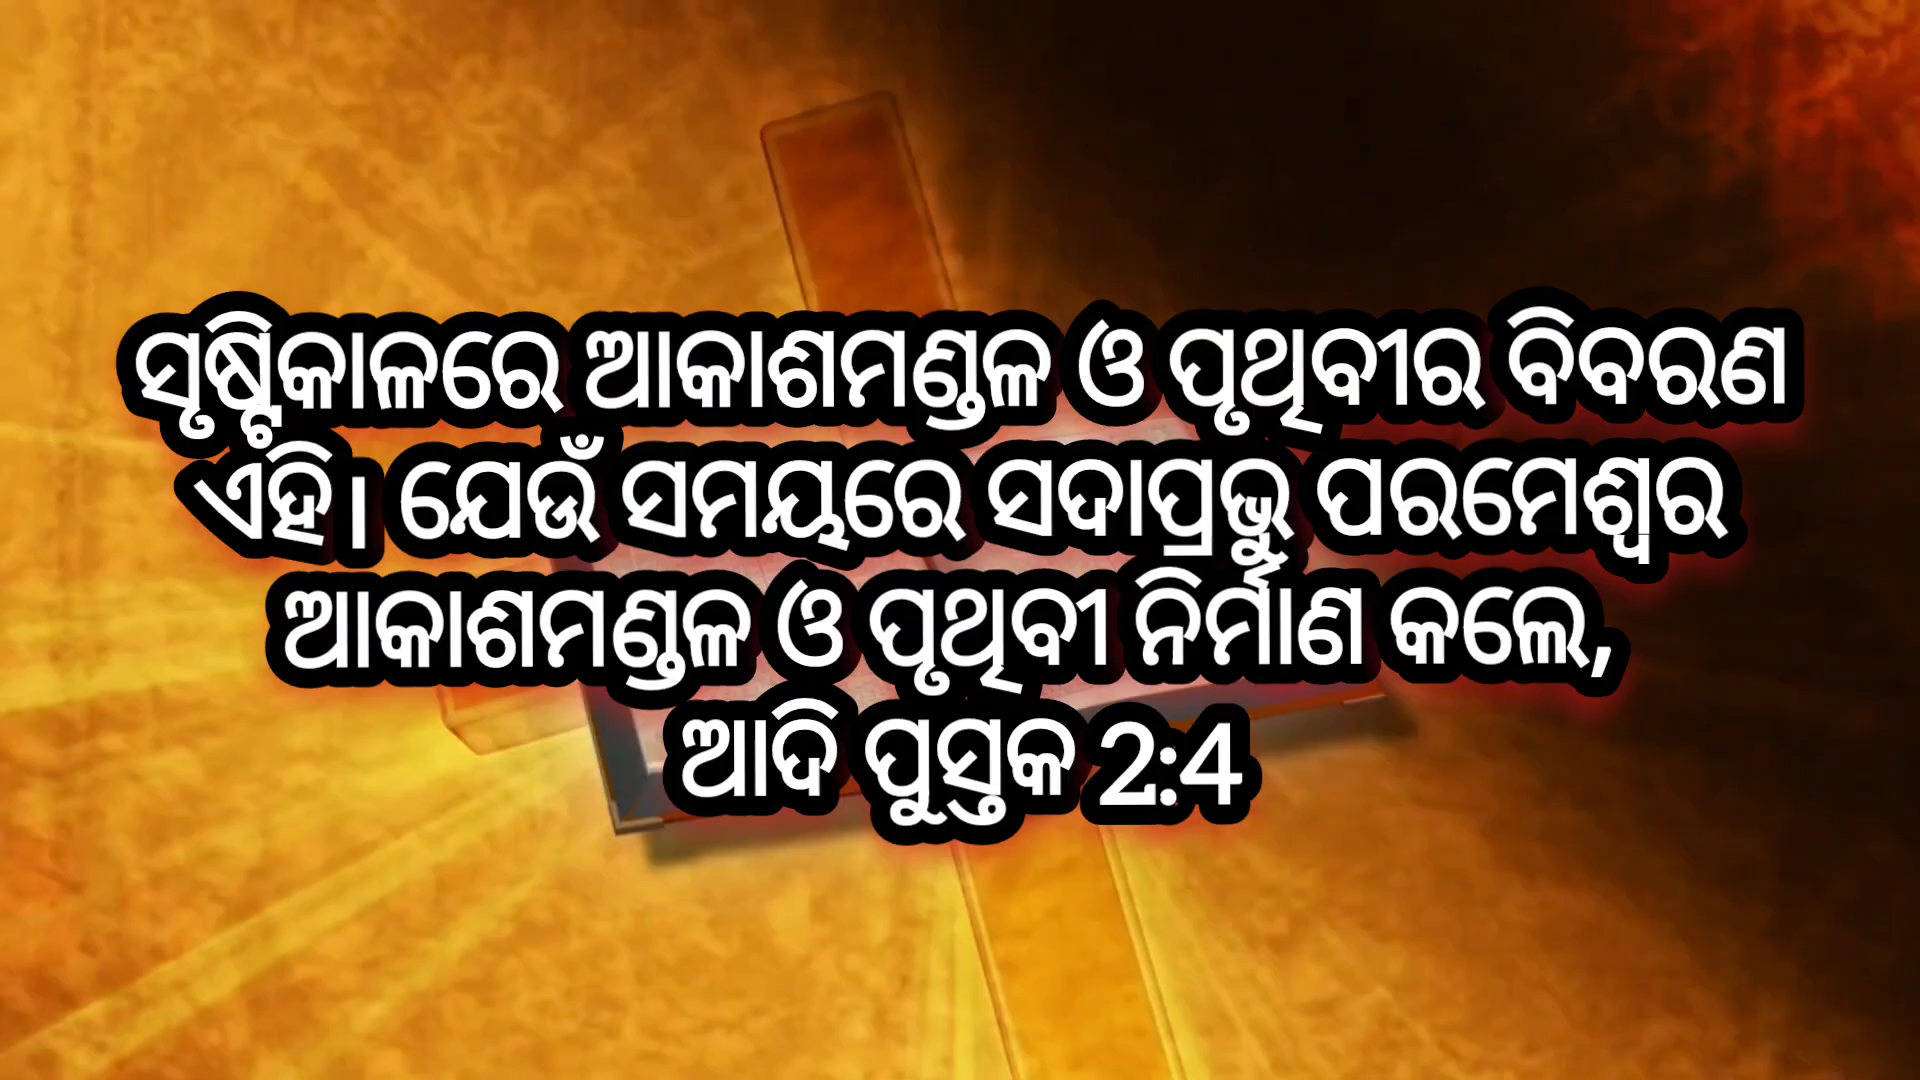 ସୃଷ୍ଟିକାଳରେ ଆକାଶମଣ୍ଡଳ ଓ ପୃଥିବୀର ବିବରଣ
ଏହି। ଯେଉଁ ସମୟରେ ସଦାପ୍ରଭୁ ପରମେଶ୍ୱର
ଆକାଶମଣ୍ଡଳ ଓ ପୃଥିବୀ ନିର୍ମାଣ କଲେ,
ଆଦି ପୁସ୍ତକ 2:4